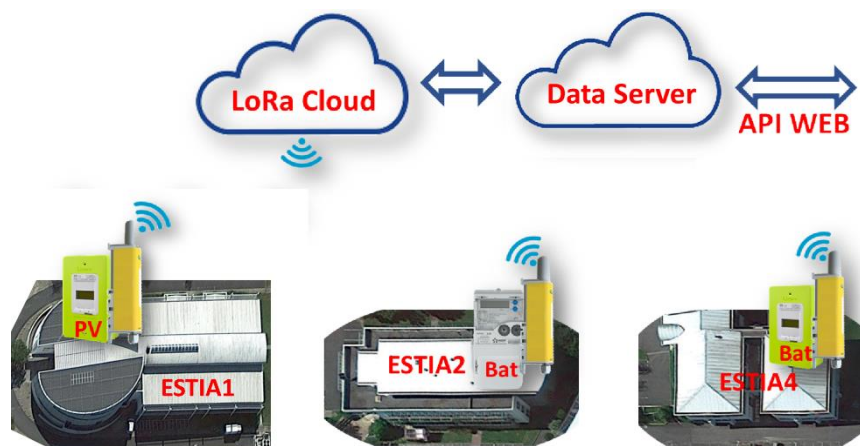 LoRa Cloud
Data Server
API WEB
PV
ESTIA1
ESTIA2
Bat
Bat
ESTIA4